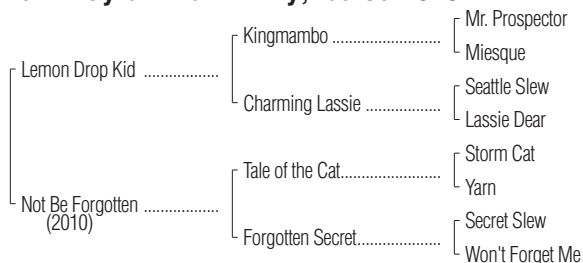 Mr. Prospector
Kingmambo ....................
Miesque
Lemon Drop Kid ..................
Seattle Slew
Charming Lassie ..................
Lassie Dear
Storm Cat
Tale of the Cat....................
Yarn
Not Be Forgotten ..................
(2010)
Secret Slew
Forgotten Secret....................
Won't Forget Me